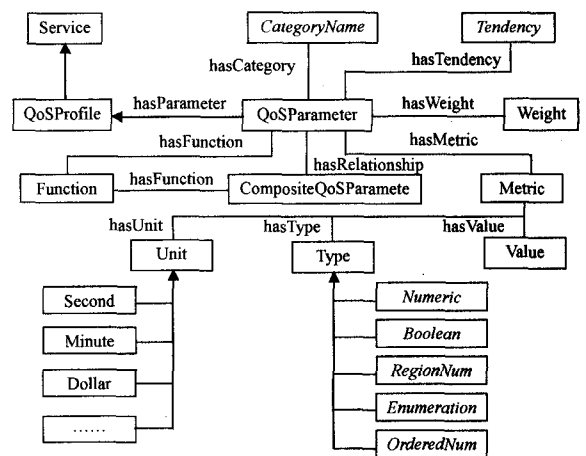 Service
CategoryName
Tendency
hasCategory
hasTendency
QoSProfile
hasParameter
QoSParameter
hasWeight
Weight
hasFunction
hasMetric
hasRelationship
Function
hasFunction
CompositeQoSParamete
Metric
hasUnit
hasType
hasValue
Unit
Type
Value
Second
Minute
Dollar
......
Numeric
Boolean
RegionNum
Enumeration
OrderedNum